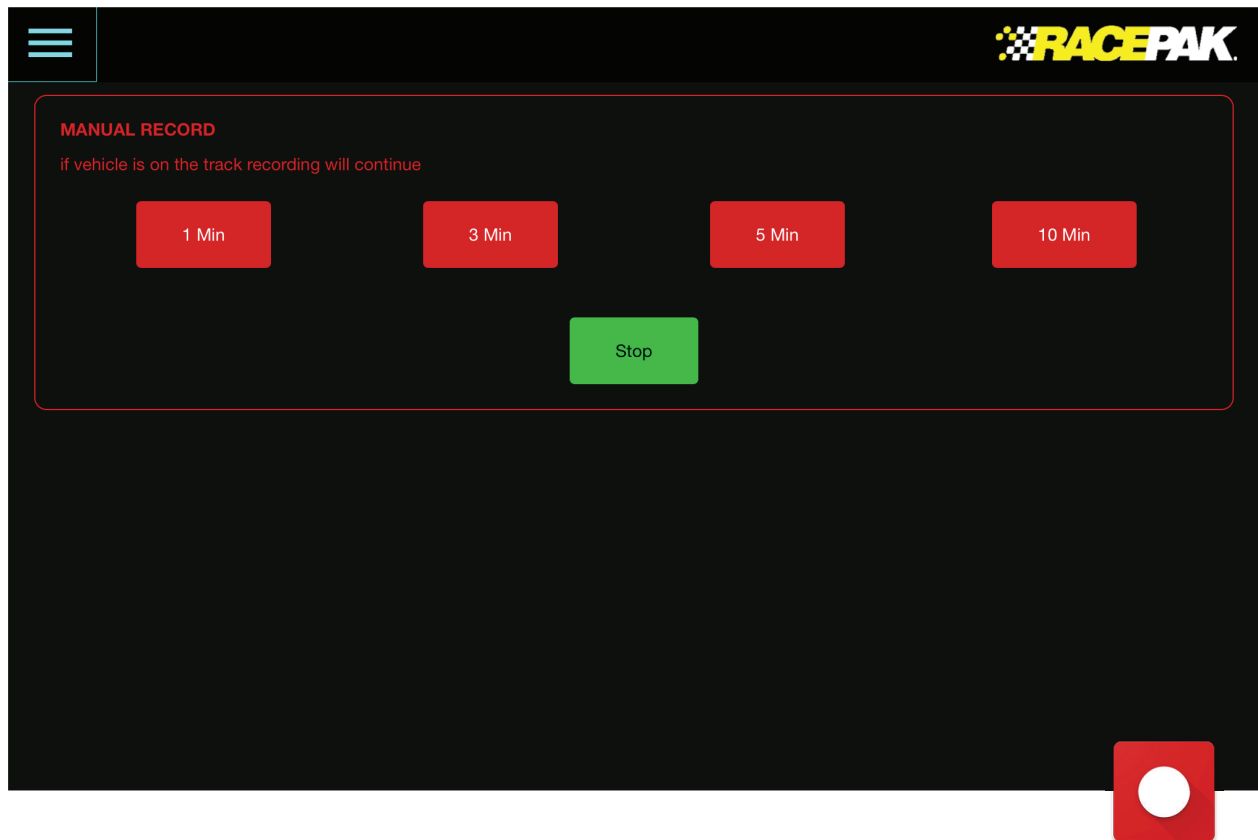 RACEPAK.
MANUAL RECORD
if vehicle is on the track recording will continue
1 Min 3 Min 5 Min 10 Min
Stop